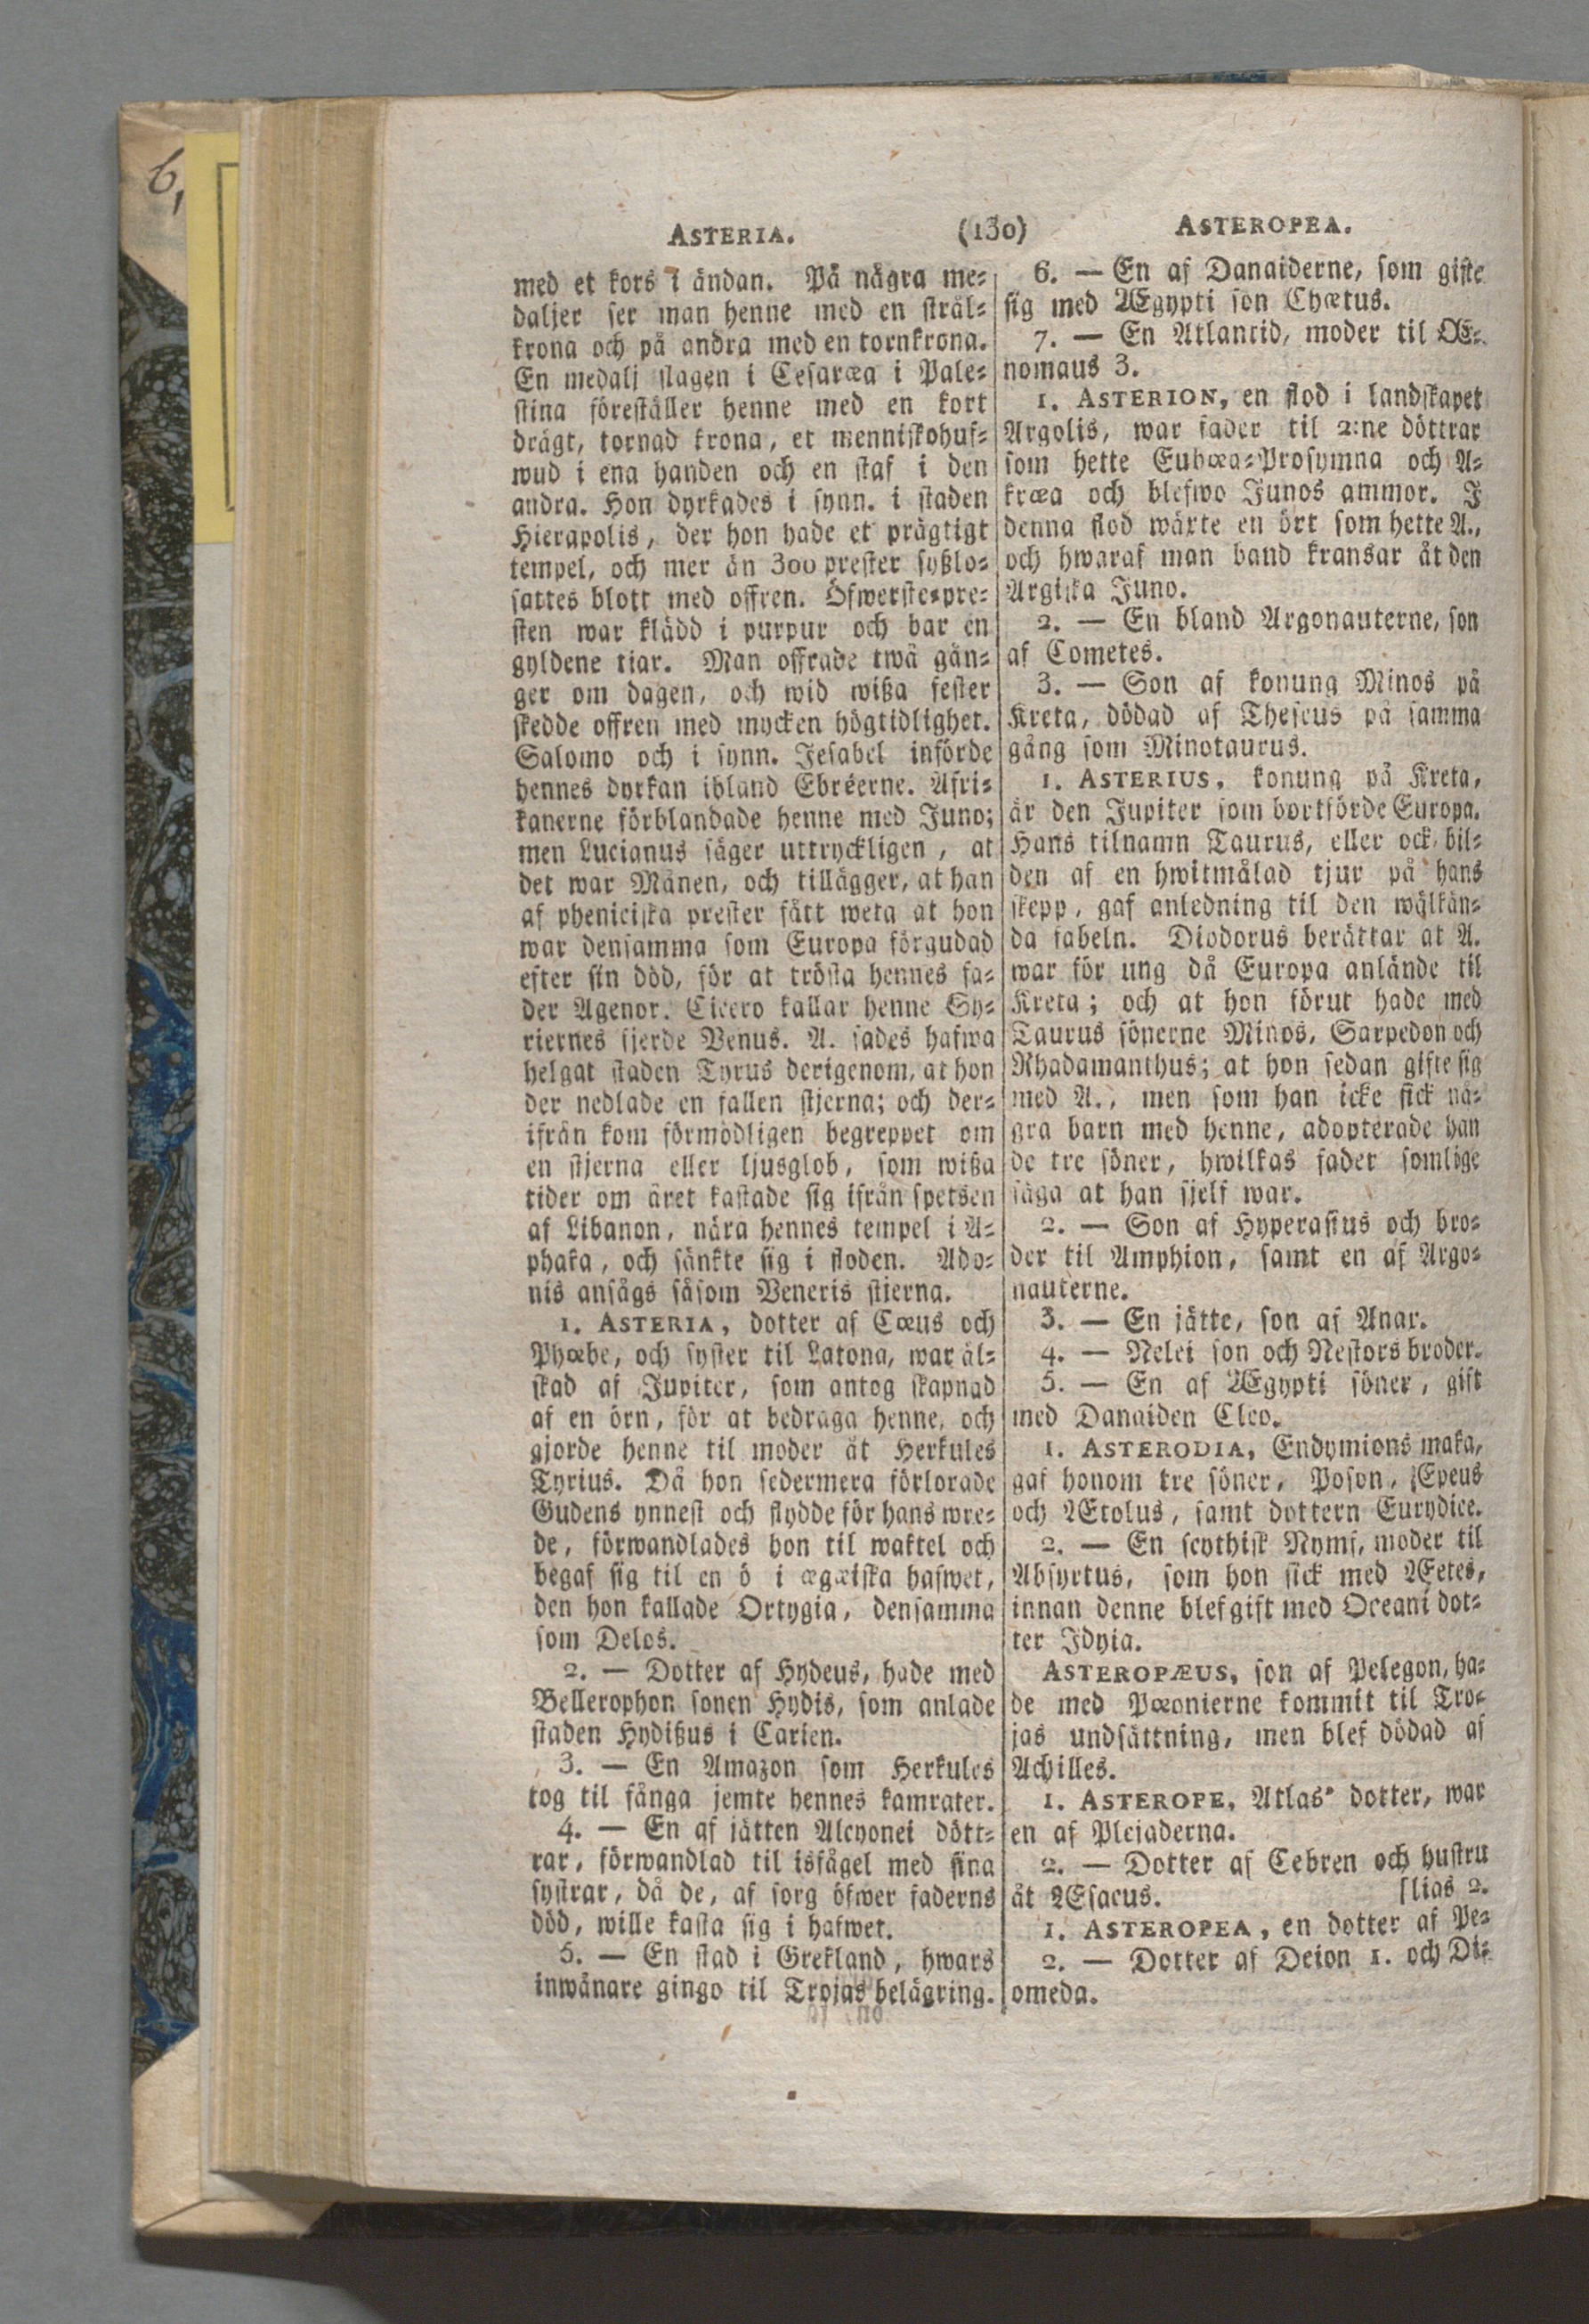 6,
ASTERIA. (130) ASTEROPEA.
med et kors i ändan. På några me-
daljer ser man henne med en strål-
krona och på andra med en tornkrona.
En medalj slagen i Cesaræa i Pale-
stina föreställer henne med en kort
drägt, tornad krona, et menniskohuf-
wud i ena handen och en staf i den
andra. Hon dyrkades i synn. i staden
Hierapolis, der hon hade et prägtigt
tempel, och mer än 300 prester sysslo-
sattes blott med offren. Öfwerste-pre-
sten war klädd i purpur och bar en
gyldene tiar. Man offrade twå gån-
ger om dagen, och wid wißa fester
skedde offren med mycken högtidlighet.
Salomo och i synn. Jesabel införde
hennes dyrkan ibland Ebréerne. Afri-
kanerne förblandade henne med Juno;
men Lucianus säger uttryckligen, at
det war Månen, och tillägger, at han
af pheniciska prester fått weta at hon
war densamma som Europa förgudad
efter sin död, för at trösta hennes fa-
der Agenor. Cicero kallar henne Sy-
riernes fjerde Venus. A. sades hafwa
helgat staden Tyrus derigenom, at hon
der nedlade en fallen stjerna; och der-
ifrån kom förmodligen begreppet om
en stjerna eller ljusglob, som wißa
tider om året kastade sig ifrån spetsen
af Libanon, nära hennes tempel i A-
phaka, och sänkte sig i floden. Ado-
nis ansågs såsom Veneris stjerna.
1. ASTERIA, dotter af Cœus och
Phœbe, och syster til Latona, war äl-
skad af Jupiter, som antog skapnad
af en örn, för at bedraga henne, och
gjorde henne til moder åt Herkules
Tyrius. Då hon sedermera förlorade
Gudens ynnest och flydde för hans wre-
de, förwandlades hon til waktel och
begaf sig til en ö i ægæiska hafwet,
den hon kallade Ortygia, densamma
som Delos.
2. — Dotter af Hydeus, hade med
Bellerophon sonen Hydis, som anlade
staden Hydißus i Carien.
3. — En Amazon som Herkules
tog til fånga jemte hennes kamrater.
4. — En af jätten Alcyonei dött-
rar, förwandlad til isfågel med sina
systrar, då de, af sorg öfwer faderns
död, wille kasta sig i hafwet.
5. — En stad i Grekland, hwars
inwånare gingo til Trojas belägring.
6. — En af Danaiderne, som gifte
sig med Ægypti son Chætus.
7. — En Atlantid, moder til Œ-
nomaus 3.
1. ASTERION, en flod i landskapet
Argolis, war fader til 2:ne döttrar
som hette Eubœa-Prosymna och A-
kræa och blefwo Junos ammor. I
denna flod wäxte en ört som hette A.,
och hwaraf man band kransar åt den
Argiska Juno.
2. — En bland Argonauterne, son
af Cometes.
3. — Son af konung Minos på
Kreta, dödad af Theseus på samma
gång som Minotaurus.
1. ASTERIUS, konung på Kreta,
är den Jupiter som bortförde Europa.
Hans tilnamn Taurus, eller ock bil-
den af en hwitmålad tjur på hans
skepp, gaf anledning til den wälkän-
da fabeln. Diodorus berättar at A.
war för ung då Europa anlände til
Kreta; och at hon förut hade med
Taurus sönerne Minos, Sarpedon och
Rhadamanthus; at hon sedan gifte sig
med A., men som han icke fick nå-
gra barn med henne, adopterade han
de tre söner, hwilkas fader somlige
säga at han sjelf war.
2. — Son af Hyperasius och bro-
der til Amphion, samt en af Argo-
nauterne.
3. — En jätte, son af Anar.
4. — Nelei son och Nestors broder.
5. — En af Ægypti söner, gift
med Danaiden Cleo.
1. ASTERODIA, Endymions maka,
gaf honom tre söner, Pæon, Epeus
och Ætolus, samt dottern Eurydice.
2. — En scythisk Nymf, moder til
Absyrtus, som hon fick med Æetes,
innan denne blef gift med Oceani dot-
ter Idyia.
ASTEROPÆUS, son af Pelegon, ha-
de med Pæonierne kommit til Tro-
jas undsättning, men blef dödad af
Achilles.
1. ASTEROPE, Atlas' dotter, war
en af Plejaderna.
2. — Dotter af Cebren och hustru
åt Æsacus. [lias 2.
1. ASTEROPEA, en dotter af Pe-
2. — Dotter af Deion 1. och Di-
omeda.